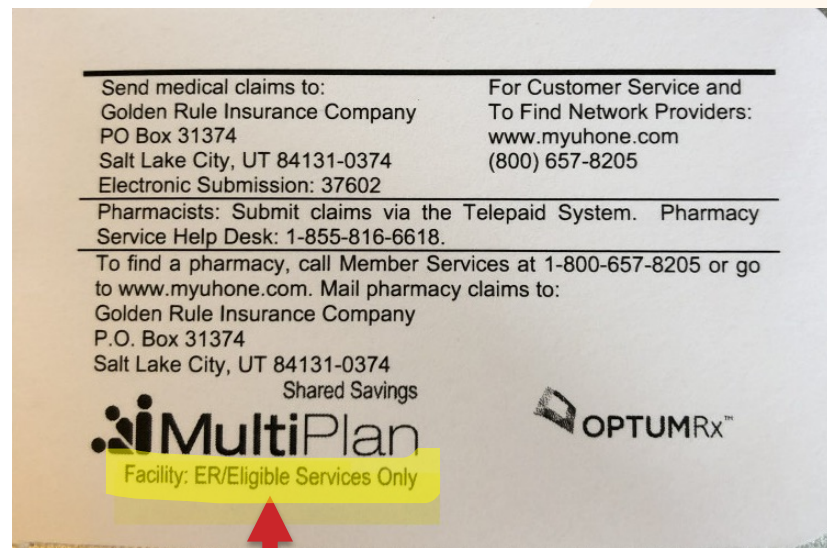 Send medical claims to:
Golden Rule Insurance Company
PO Box 31374
Salt Lake City, UT 84131-0374
Electronic Submission: 37602
For Customer Service and
To Find Network Providers:
www.myuhone.com
(800) 657-8205
Pharmacists: Submit claims via the Telepaid System. Pharmacy
Service Help Desk: 1-855-816-6618.
To find a pharmacy, call Member Services at 1-800-657-8205 or go
to www.myuhone.com. Mail pharmacy claims to:
Golden Rule Insurance Company
P.O. Box 31374
Salt Lake City, UT 84131-0374
Shared Savings
MultiPlan
Facility: ER/Eligible Services Only
OPTUMRx™